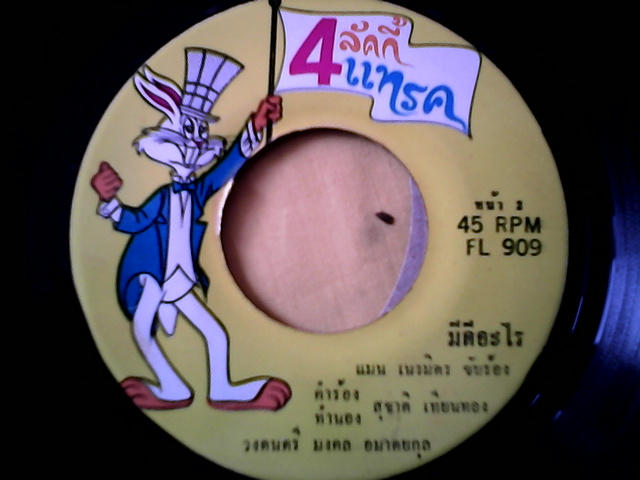 4 ลัคกี้
แทรค
หน้า 2
45 RPM
FL 909
มีดีอะไร
แมน เนรมิตร ขับร้อง
คำร้อง
ทำนอง สุชาติ เทียนทอง
วงดนตรี มงคล อมาตยกุล